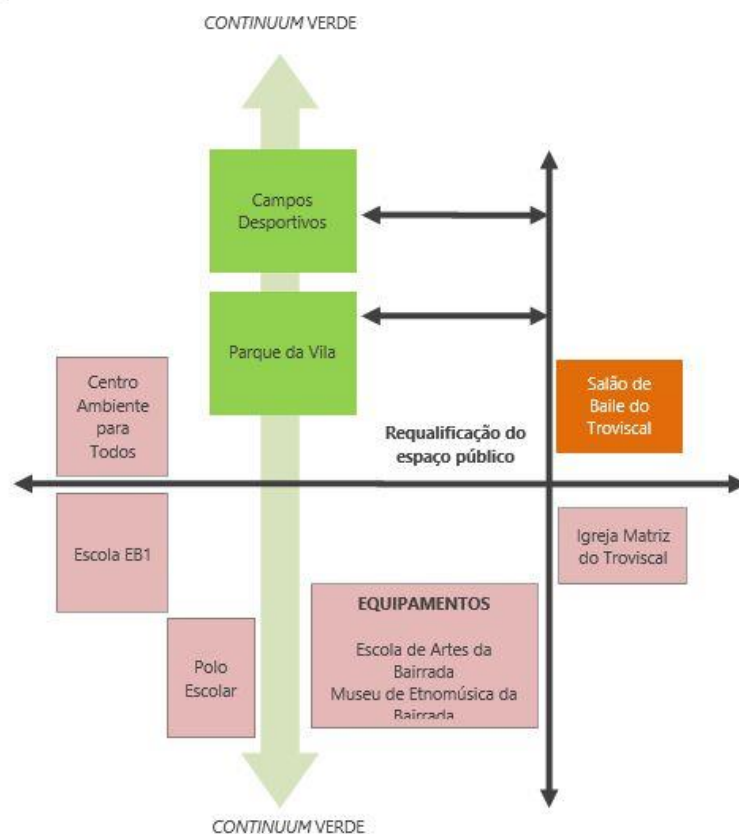 CONTINUUM VERDE
Campos
Desportivos
Parque da Vila
Centro
Ambiente
para
Todos
Salão de
Baile do
Troviscal
Requalificação do
espaço público
Escola EB1
Igreja Matriz
do Troviscal
EQUIPAMENTOS
Escola de Artes da
Bairrada
Museu de Etnomúsica da
Bairrada
Polo
Escolar
CONTINUUM VERDE